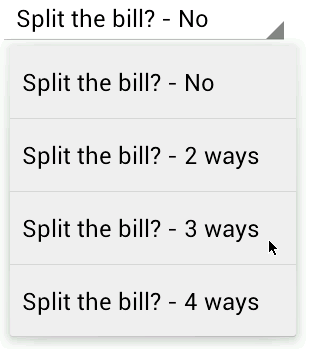 Split the bill? - No
Split the bill? - No
Split the bill? - 2 ways
Split the bill? - 3 ways
Split the bill? - 4 ways